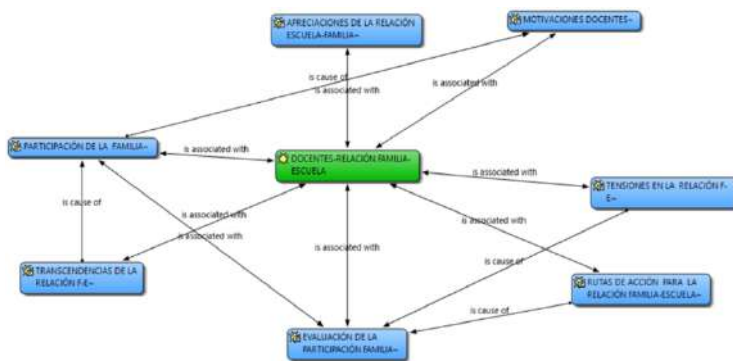 APRECIACIONES DE LA RELACIÓN
ESCUELA-FAMILIA~
MOTIVACIONES DOCENTES~
is cause of
is associated with
is associated with
PARTICIPACIÓN DE LA FAMILIA~
is associated with
DOCENTES-RELACIÓN FAMILIA-
ESCUELA
is associated with
TENSIONES EN LA RELACIÓN F-
E~
is cause of
is associated with
is associated with
is associated with
is associated with
is cause of
TRANSCENDENCIAS DE LA
RELACIÓN F-E~
RUTAS DE ACCIÓN PARA LA
RELACIÓN FAMILIA-ESCUELA~
is cause of
EVALUACIÓN DE LA
PARTICIPACIÓN FAMILIA~